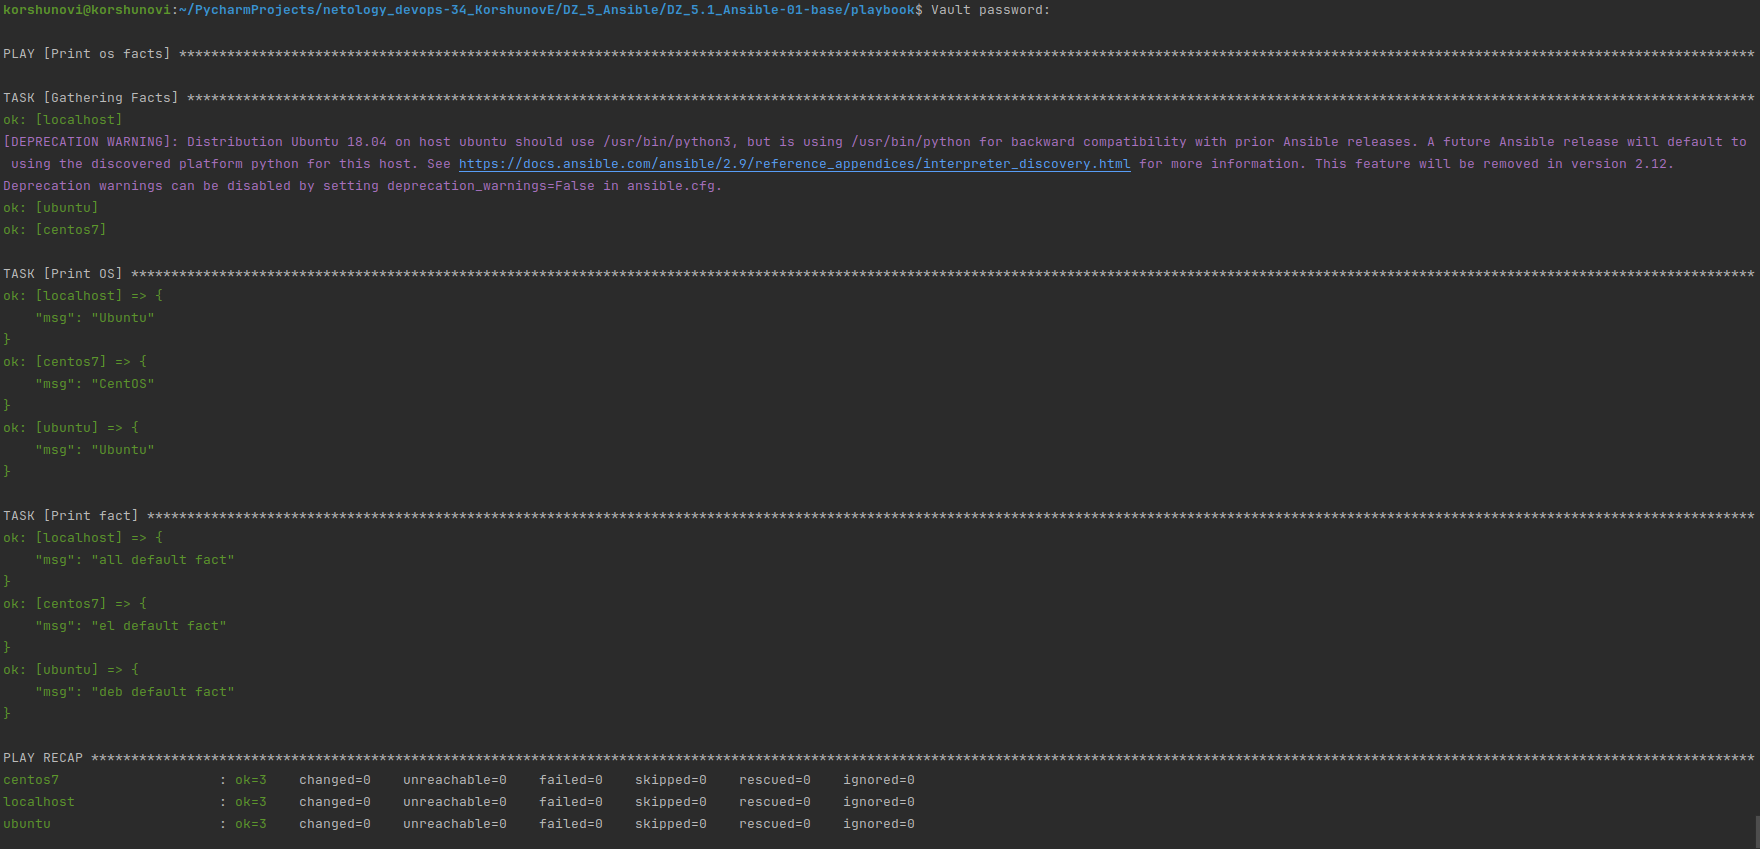 korshunovi@korshunovi:~/PycharmProjects/netology_devops-34_KorshunovE/DZ_5_Ansible/DZ_5.1_Ansible-01-base/playbook$ Vault password:
PLAY [Print os facts] ****************************************************************************************************************************************************************************************************
TASK [Gathering Facts] ***************************************************************************************************************************************************************************************************
ok: [localhost]
[DEPRECATION WARNING]: Distribution Ubuntu 18.04 on host ubuntu should use /usr/bin/python3, but is using /usr/bin/python for backward compatibility with prior Ansible releases. A future Ansible release will default to
using the discovered platform python for this host. See https://docs.ansible.com/ansible/2.9/reference_appendices/interpreter_discovery.html for more information. This feature will be removed in version 2.12.
Deprecation warnings can be disabled by setting deprecation_warnings=False in ansible.cfg.
ok: [ubuntu]
ok: [centos7]
TASK [Print OS] **********************************************************************************************************************************************************************************************************
ok: [localhost] => {
    "msg": "Ubuntu"
}
ok: [centos7] => {
    "msg": "CentOS"
}
ok: [ubuntu] => {
    "msg": "Ubuntu"
}
TASK [Print fact] ********************************************************************************************************************************************************************************************************
ok: [localhost] => {
    "msg": "all default fact"
}
ok: [centos7] => {
    "msg": "el default fact"
}
ok: [ubuntu] => {
    "msg": "deb default fact"
}
PLAY RECAP ***************************************************************************************************************************************************************************************************************
centos7                    : ok=3    changed=0    unreachable=0    failed=0    skipped=0    rescued=0    ignored=0
localhost                  : ok=3    changed=0    unreachable=0    failed=0    skipped=0    rescued=0    ignored=0
ubuntu                     : ok=3    changed=0    unreachable=0    failed=0    skipped=0    rescued=0    ignored=0